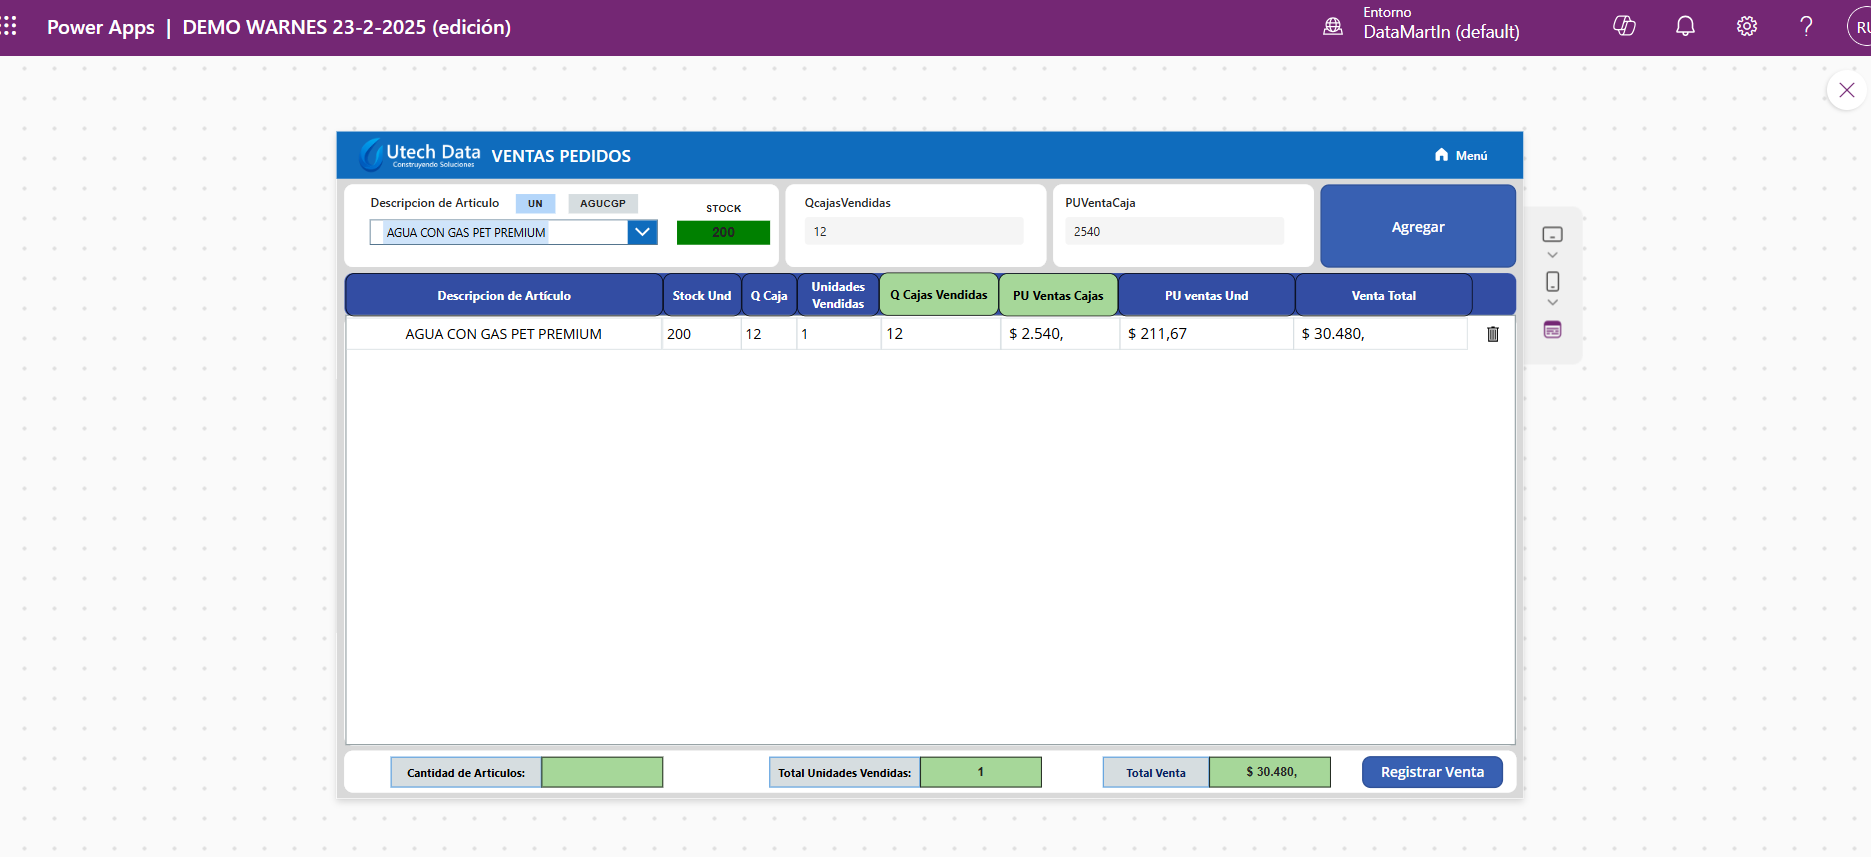 Power Apps | DEMO WARNES 23-2-2025 (edición)
Entorno
DataMartIn (default)
?
RU
Utech Data
Construyendo Soluciones
VENTAS PEDIDOS
Menú
Descripcion de Articulo UN AGUCGP
STOCK
AGUA CON GAS PET PREMIUM
200
QcajasVendidas
12
PUVentaCaja
2540
Agregar
Descripcion de Artículo Stock Und Q Caja Unidades Vendidas Q Cajas Vendidas PU Ventas Cajas PU ventas Und Venta Total
AGUA CON GAS PET PREMIUM 200 12 1 12 $ 2.540, $ 211,67 $ 30.480,
Cantidad de Articulos:
Total Unidades Vendidas: 1
Total Venta $ 30.480,
Registrar Venta